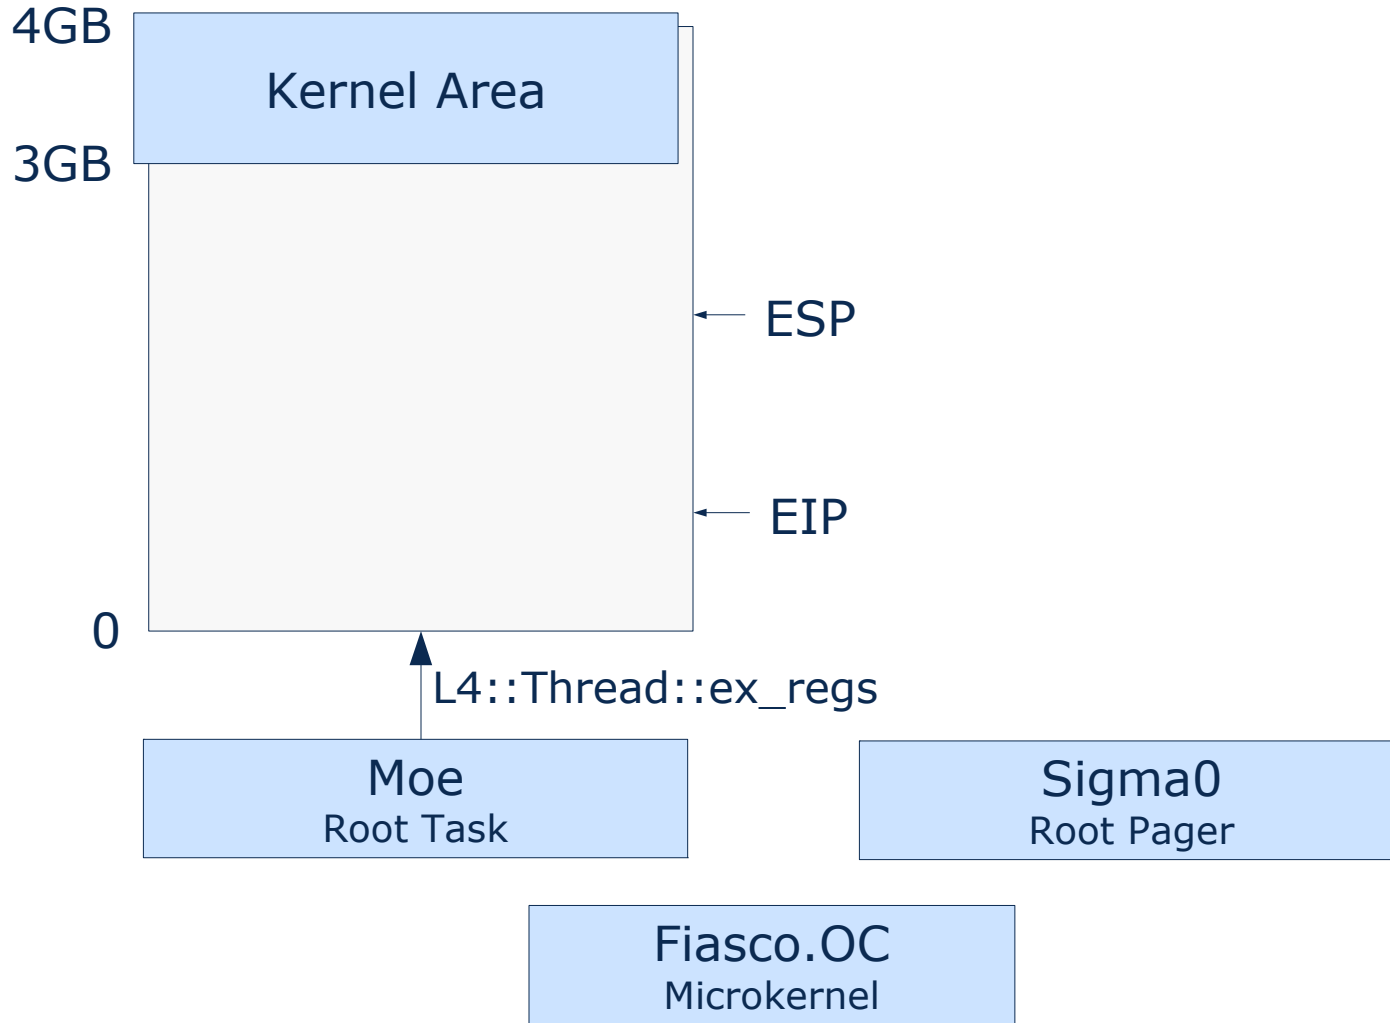 4GB
Kernel Area
3GB
ESP
EIP
0
L4::Thread::ex_regs
Moe
Root Task
Sigma0
Root Pager
Fiasco.OC
Microkernel